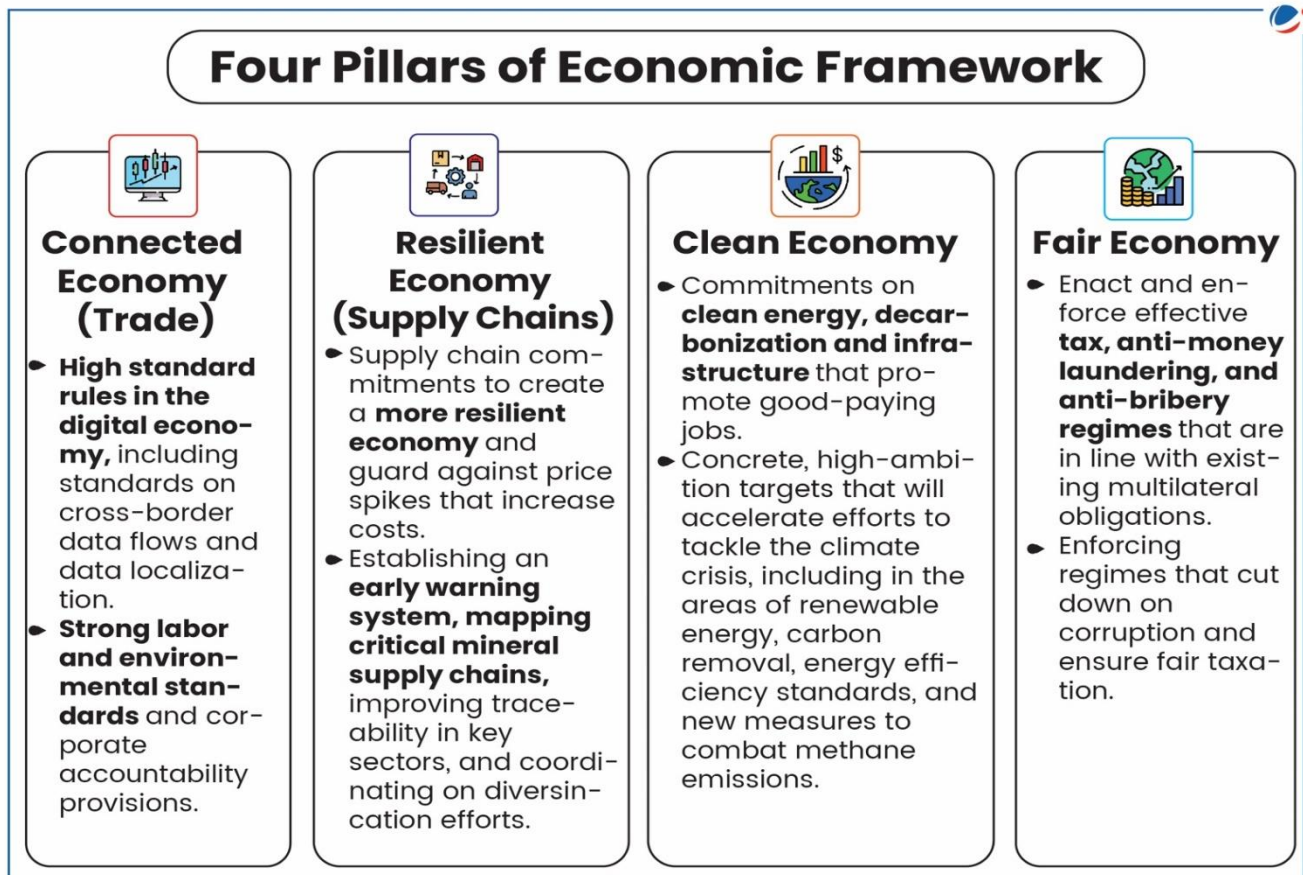 Four Pillars of Economic Framework
Connected
Economy
(Trade)
High standard
rules in the
digital econo-
my, including
standards on
cross-border
data flows and
data localiza-
tion.
Strong labor
and environ-
mental stan-
dards and cor-
porate
accountability
provisions.
Resilient
Economy
(Supply Chains)
Supply chain com-
mitments to create
a more resilient
economy and
guard against price
spikes that increase
costs.
Establishing an
early warning
system, mapping
critical mineral
supply chains,
improving trace-
ability in key
sectors, and coordi-
nating on diversin-
cation efforts.
$
Clean Economy
Commitments on
clean energy, decar-
bonization and infra-
structure that pro-
mote good-paying
jobs.
Concrete, high-ambi-
tion targets that will
accelerate efforts to
tackle the climate
crisis, including in the
areas of renewable
energy, carbon
removal, energy effi-
ciency standards, and
new measures to
combat methane
emissions.
Fair Economy
Enact and en-
force effective
tax, anti-money
laundering, and
anti-bribery
regimes that are
in line with exist-
ing multilateral
obligations.
Enforcing
regimes that cut
down on
corruption and
ensure fair taxa-
tion.